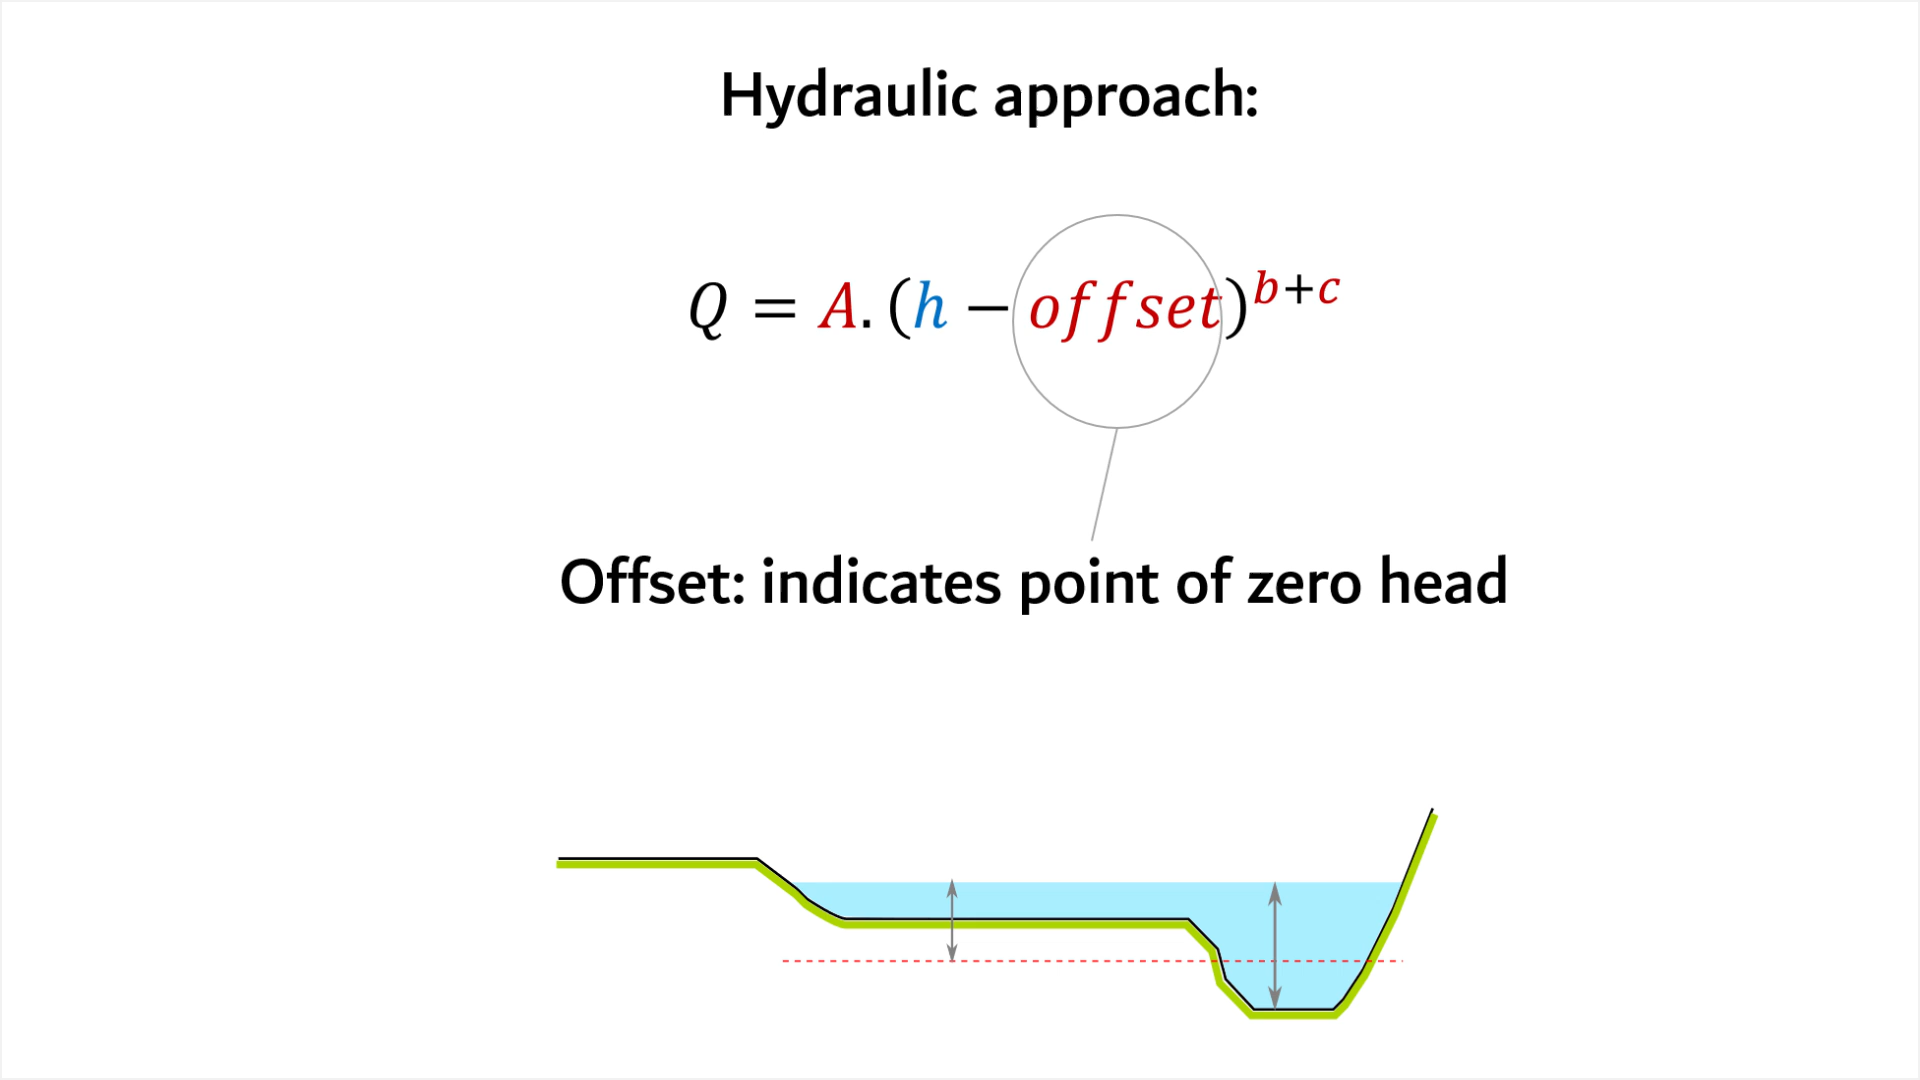 Hydraulic approach:
Q = A. (h − offset)^{b+c}
Offset: indicates point of zero head